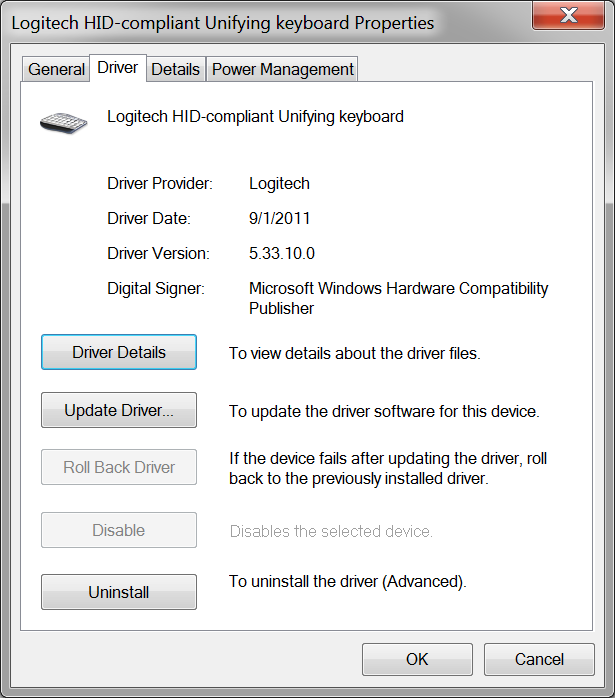 Logitech HID-compliant Unifying keyboard Properties
General Driver Details Power Management
Logitech HID-compliant Unifying keyboard
Driver Provider: Logitech
Driver Date: 9/1/2011
Driver Version: 5.33.10.0
Digital Signer: Microsoft Windows Hardware Compatibility
Publisher
Driver Details To view details about the driver files.
Update Driver... To update the driver software for this device.
Roll Back Driver If the device fails after updating the driver, roll
back to the previously installed driver.
Disable Disables the selected device.
Uninstall To uninstall the driver (Advanced).
OK Cancel